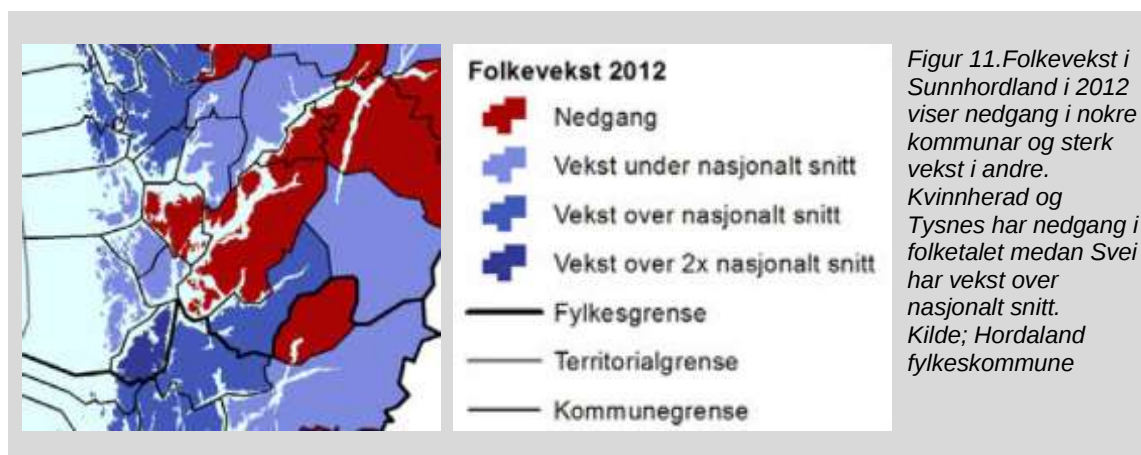 Folkevekst 2012
Nedgang
Vekst under nasjonalt snitt
Vekst over nasjonalt snitt
Vekst over 2x nasjonalt snitt
Fylkesgrense
Territorialgrense
Kommunegrense
Figur 11.Folkevekst i
Sunnhordland i 2012
viser nedgang i nokre
kommunar og sterk
vekst i andre.
Kvinnherad og
Tysnes har nedgang i
folketalet medan Svei
har vekst over
nasjonalt snitt.
Kilde; Hordaland
fylkeskommune